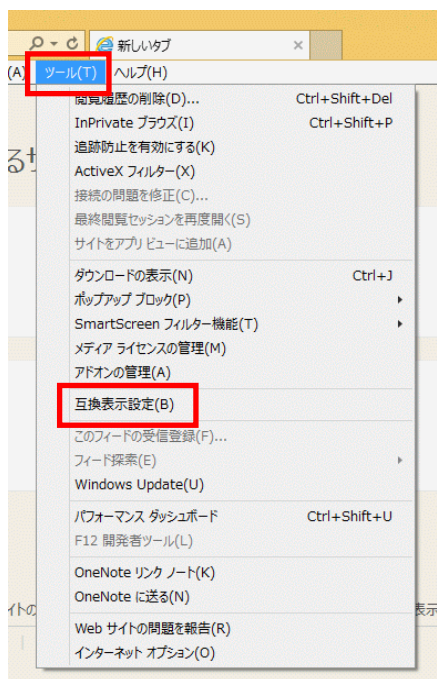 新しいタブ
(A) ツール(T) ヘルプ(H)
閲覧履歴の削除(D)... Ctrl+Shift+Del
InPrivate ブラウズ(I) Ctrl+Shift+P
追跡防止を有効にする(K)
るサ
ActiveX フィルター(X)
接続の問題を修正(C)...
最終閲覧セッションを再度開く(S)
サイトをアプリ ビューに追加(A)
ダウンロードの表示(N) Ctrl+J
ポップアップ ブロック(P)
SmartScreen フィルター機能(T)
メディア ライセンスの管理(M)
アドオンの管理(A)
互換表示設定(B)
このフィードの受信登録(F)...
フィード探索(E)
Windows Update(U)
パフォーマンス ダッシュボード Ctrl+Shift+U
F12 開発者ツール(L)
OneNote リンク ノート(K)
OneNote に送る(N)
イトの 表示
Web サイトの問題を報告(R)
インターネット オプション(O)